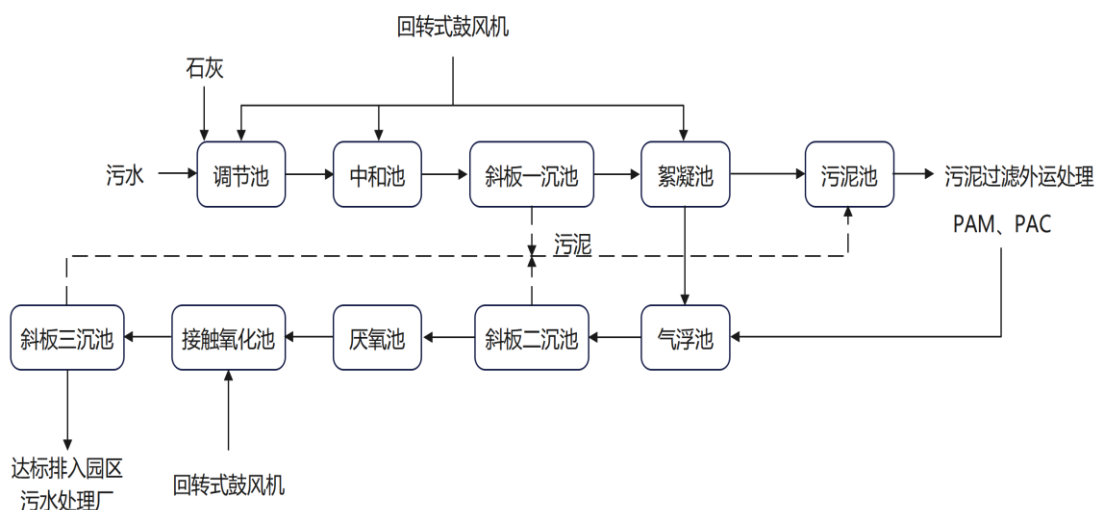 回转式鼓风机
石灰
污水
调节池
中和池
斜板一沉池
絮凝池
污泥池
污泥过滤外运处理
PAM、PAC
污泥
斜板三沉池
接触氧化池
厌氧池
斜板二沉池
气浮池
达标排入园区
污水处理厂
回转式鼓风机